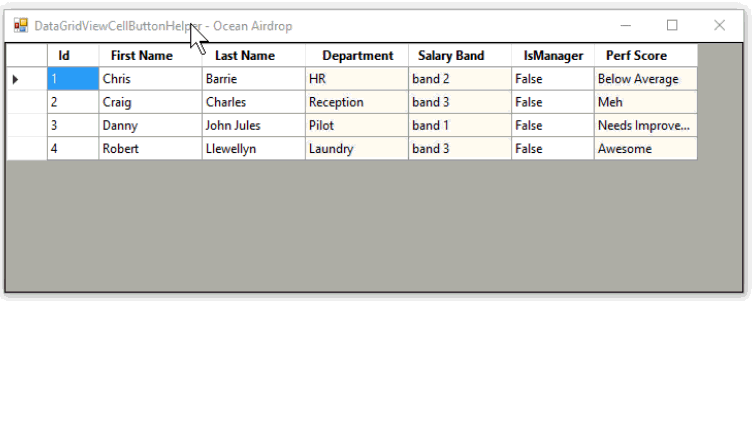 DataGridViewCellButtonHelper - Ocean Airdrop
Id First Name Last Name Department Salary Band IsManager Perf Score
1 Chris Barrie HR band 2 False Below Average
2 Craig Charles Reception band 3 False Meh
3 Danny John Jules Pilot band 1 False Needs Improve...
4 Robert Llewellyn Laundry band 3 False Awesome